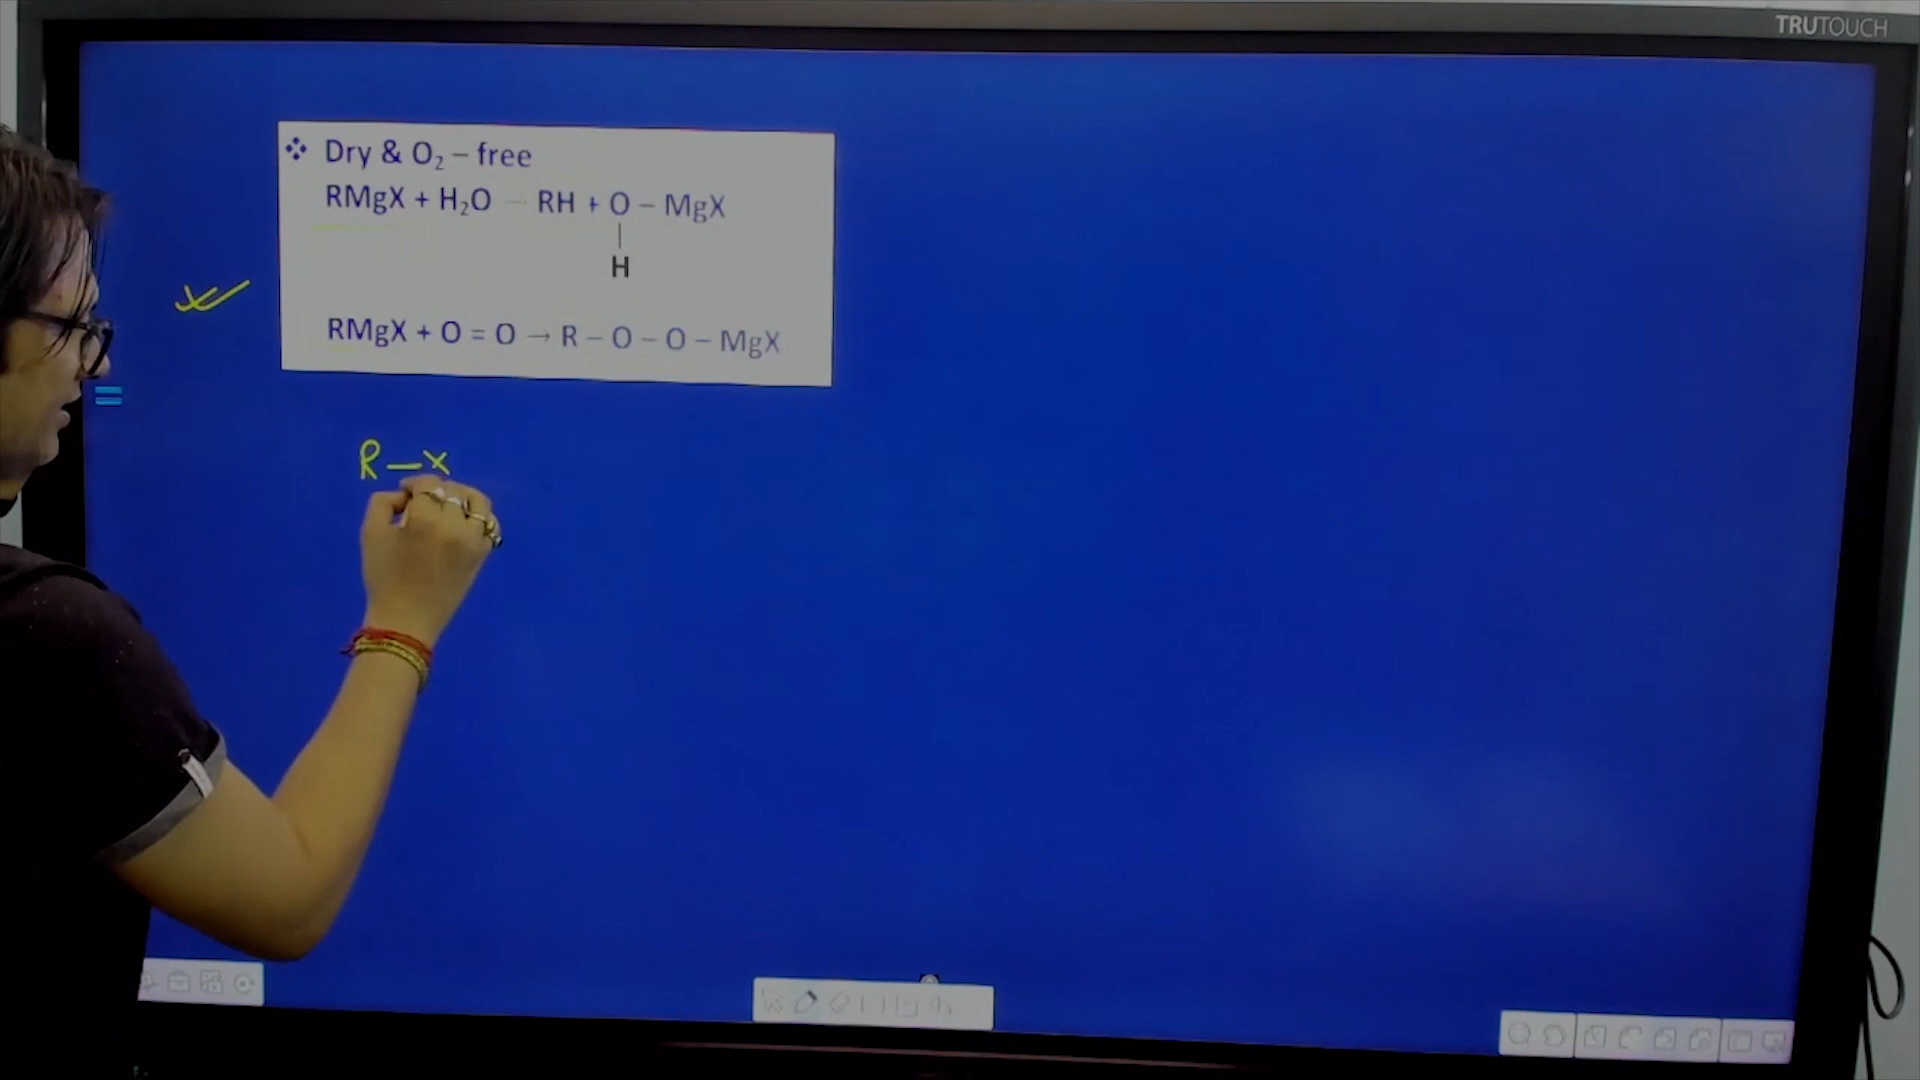 TRUTOUCH
❖ Dry & O₂ – free
RMgX + H₂O → RH + O – MgX
|
H
RMgX + O = O → R – O – O – MgX
R — X